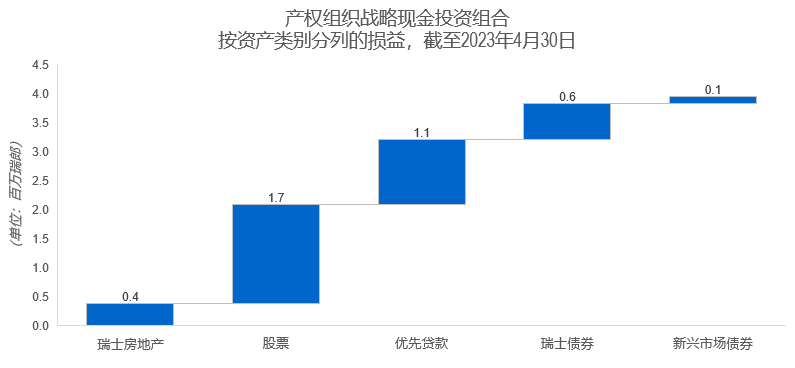 产权组织战略现金投资组合
按资产类别分列的损益，截至2023年4月30日
(单位：百万瑞郎)
4.5
4.0
3.5
3.0
2.5
2.0
1.5
1.0
0.5
0.0
0.4
1.7
1.1
0.6
0.1
瑞士房地产
股票
优先贷款
瑞士债券
新兴市场债券